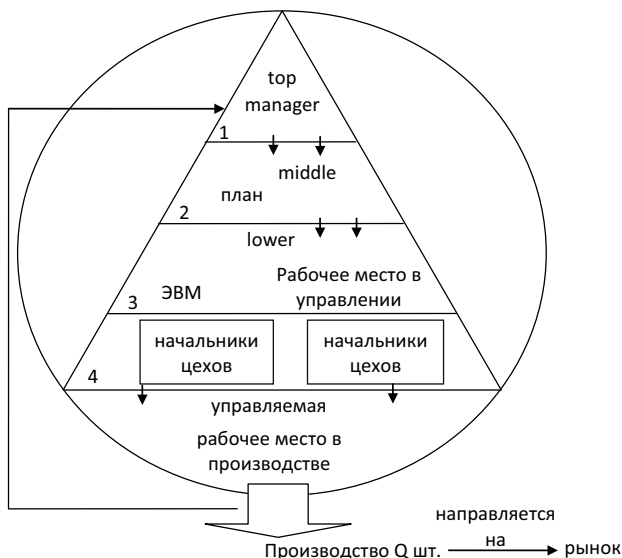 top
manager
1
middle
план
2
lower
Рабочее место в
ЭВМ
управлении
3
начальники
цехов
начальники
цехов
4
управляемая
рабочее место в
производстве
направляется
на
Производство Q шт.
рынок